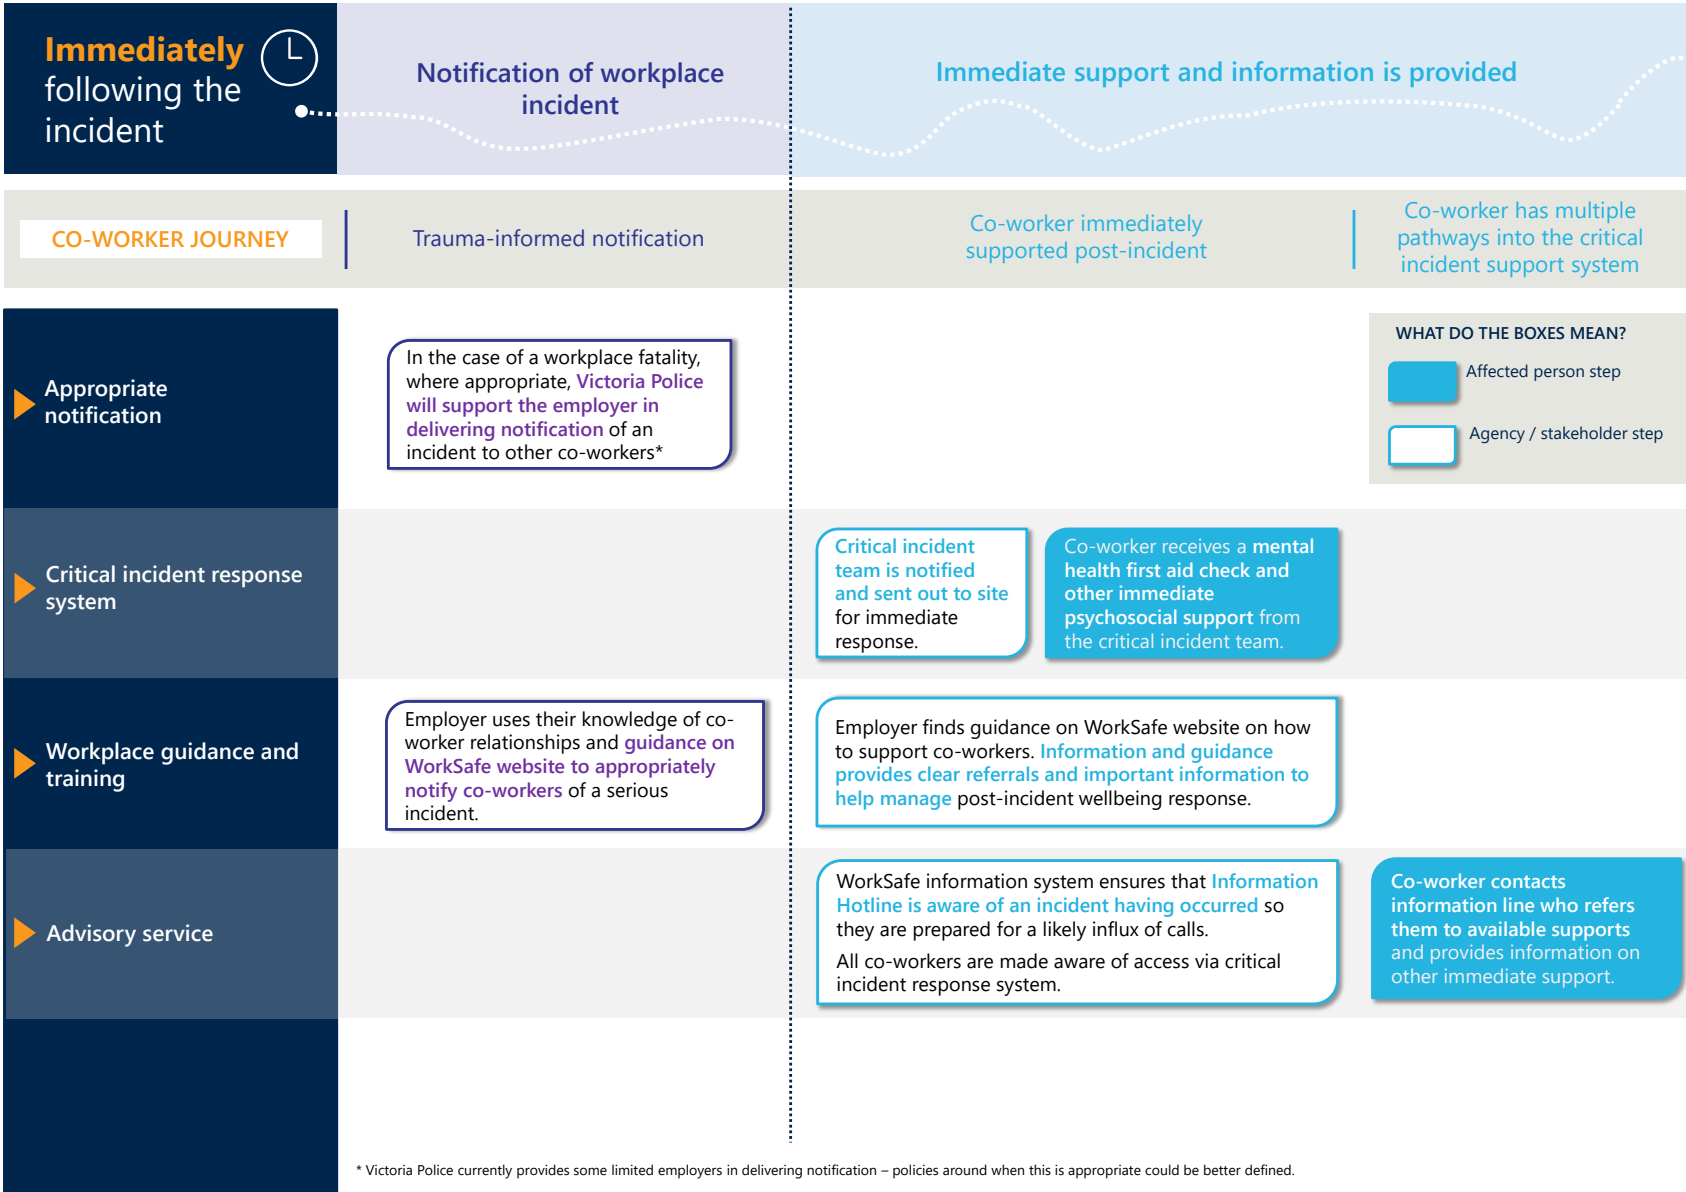 Immediately
following the
incident
Notification of workplace
incident
Immediate support and information is provided
CO-WORKER JOURNEY
Trauma-informed notification
Co-worker immediately
supported post-incident
Co-worker has multiple
pathways into the critical
incident support system
Appropriate
notification
In the case of a workplace fatality,
where appropriate, Victoria Police
will support the employer in
delivering notification of an
incident to other co-workers*
WHAT DO THE BOXES MEAN?
Affected person step
Agency / stakeholder step
Critical incident response
system
Critical incident
team is notified
and sent out to site
for immediate
response.
Co-worker receives a mental
health first aid check and
other immediate
psychosocial support from
the critical incident team.
Workplace guidance and
training
Employer uses their knowledge of co-
worker relationships and guidance on
WorkSafe website to appropriately
notify co-workers of a serious
incident.
Employer finds guidance on WorkSafe website on how
to support co-workers. Information and guidance
provides clear referrals and important information to
help manage post-incident wellbeing response.
Advisory service
WorkSafe information system ensures that Information
Hotline is aware of an incident having occurred so
they are prepared for a likely influx of calls.
All co-workers are made aware of access via critical
incident response system.
Co-worker contacts
information line who refers
them to available supports
and provides information on
other immediate support.
* Victoria Police currently provides some limited employers in delivering notification – policies around when this is appropriate could be better defined.